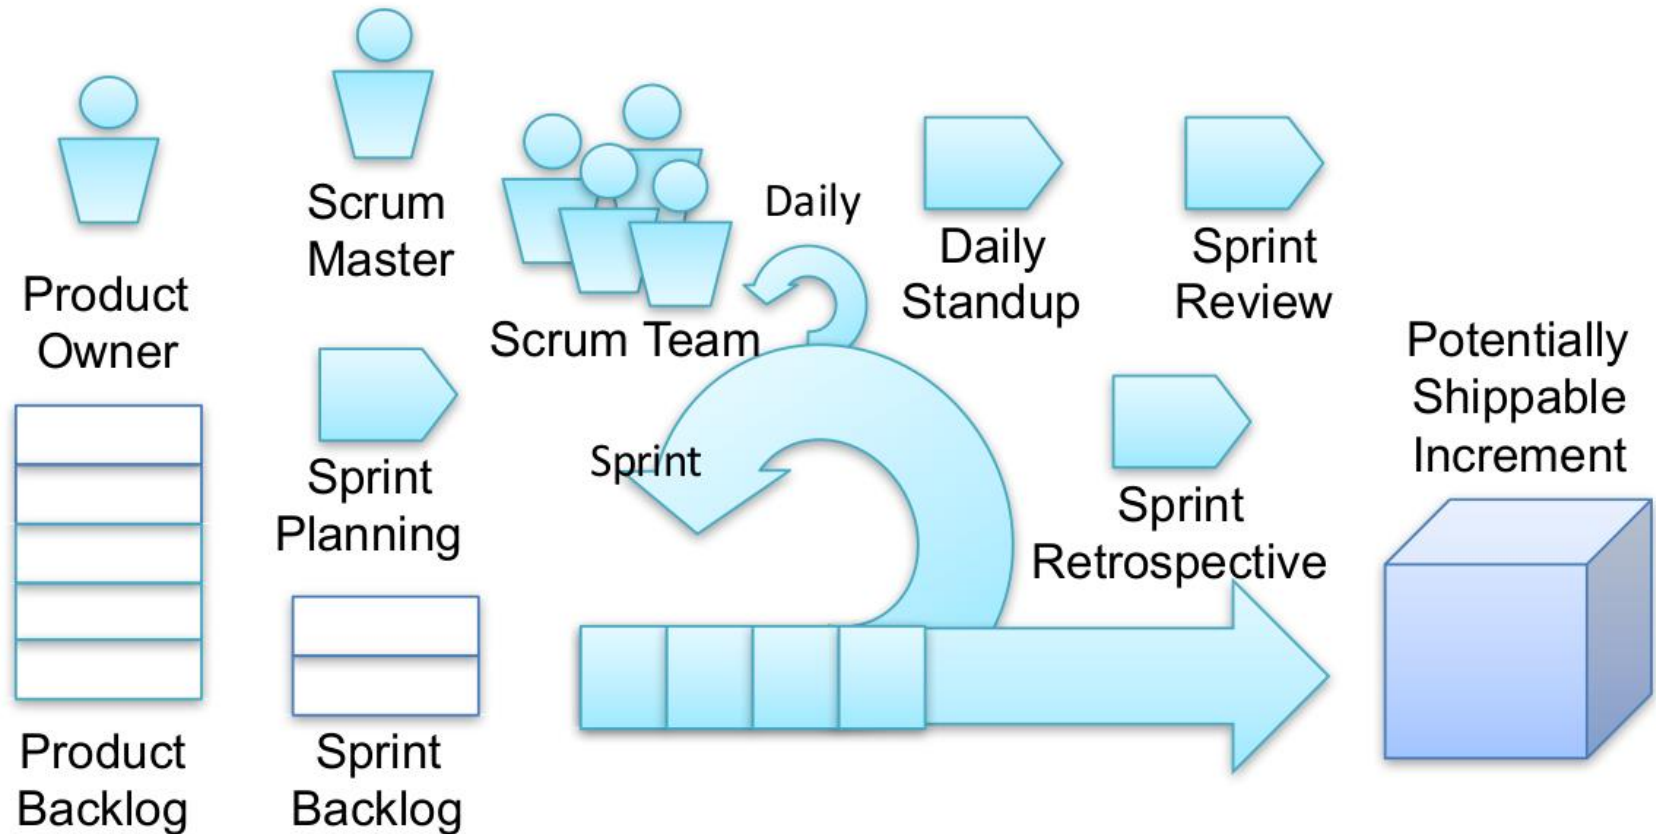 Product
Owner
Product
Backlog
Scrum
Master
Sprint
Planning
Sprint
Backlog
Scrum Team
Daily
Sprint
Daily
Standup
Sprint
Review
Sprint
Retrospective
Potentially
Shippable
Increment